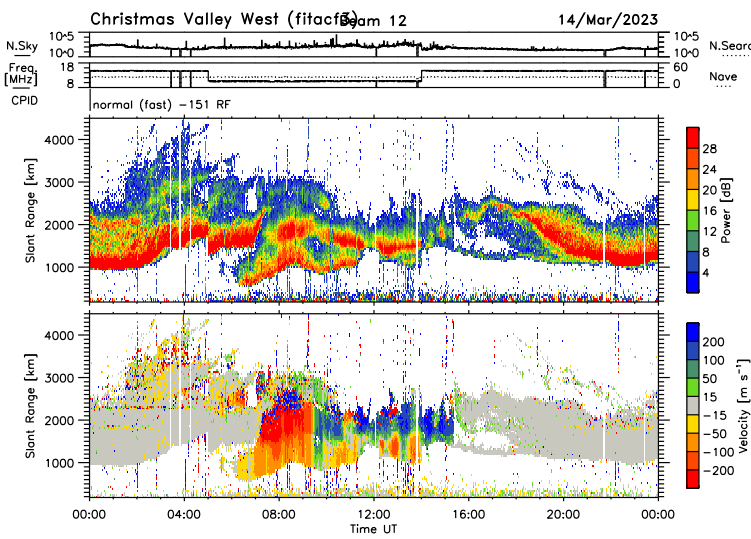 Christmas Valley West (fitacf3) Beam 12 14/Mar/2023
N.Sky 10^5 10^0 10^5 10^0 N.Searc
Freq [MHz] 18 8 60 0 Nave
CPID normal (fast) -151 RF
Slant Range [km] 4000 3000 2000 1000
Power [dB] 28 24 20 16 12 8 4
Slant Range [km] 4000 3000 2000 1000
Velocity [m s⁻¹] 200 100 50 15 -15 -50 -100 -200
00:00 04:00 08:00 12:00 16:00 20:00 00:00
Time UT